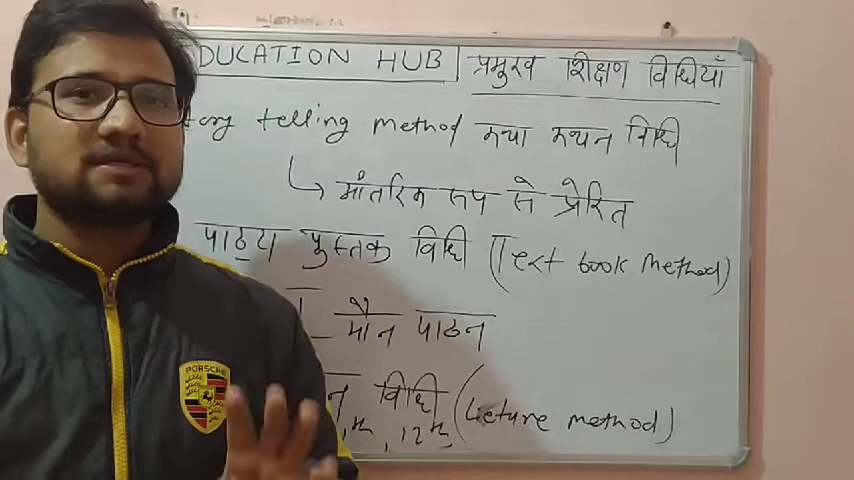 DUCATION HUB | प्रमुख शिक्षण विधियाँ
tory telling method कथा कथन विधि
↳ आंतरिक रूप से प्रेरित
पाठ्य पुस्तक विधि (Text book Method)
मौन पाठन
न विधि (Lecture method)
, 12th
PORSCHE